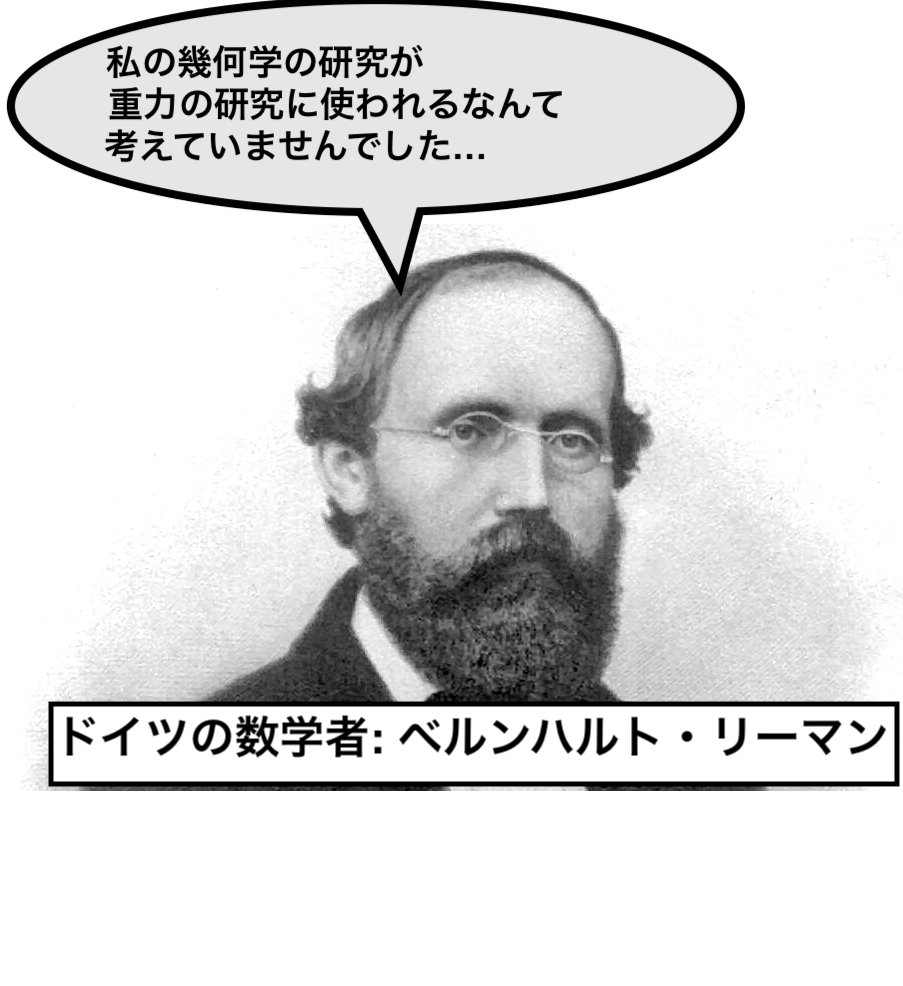 私の幾何学の研究が
重力の研究に使われるなんて
考えていませんでした...
ドイツの数学者: ベルンハルト・リーマン